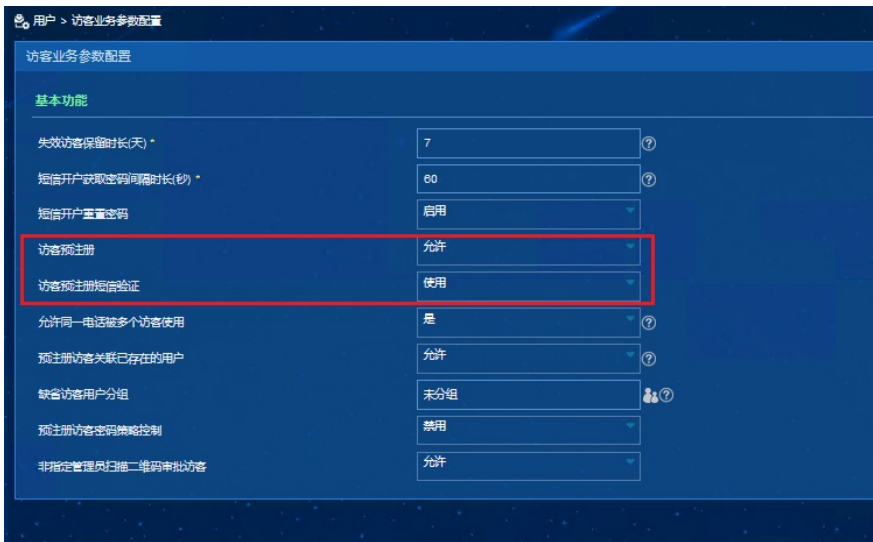 用户 > 访客业务参数配置
访客业务参数配置
基本功能
失效访客保留时长(天) * 7
短信开户获取密码间隔时长(秒) * 60
短信开户重置密码 启用
访客预注册 允许
访客预注册短信验证 使用
允许同一电话被多个访客使用 是
预注册访客关联已存在的用户 允许
缺省访客用户分组 未分组
预注册访客密码策略控制 禁用
非指定管理员扫描二维码审批访客 允许